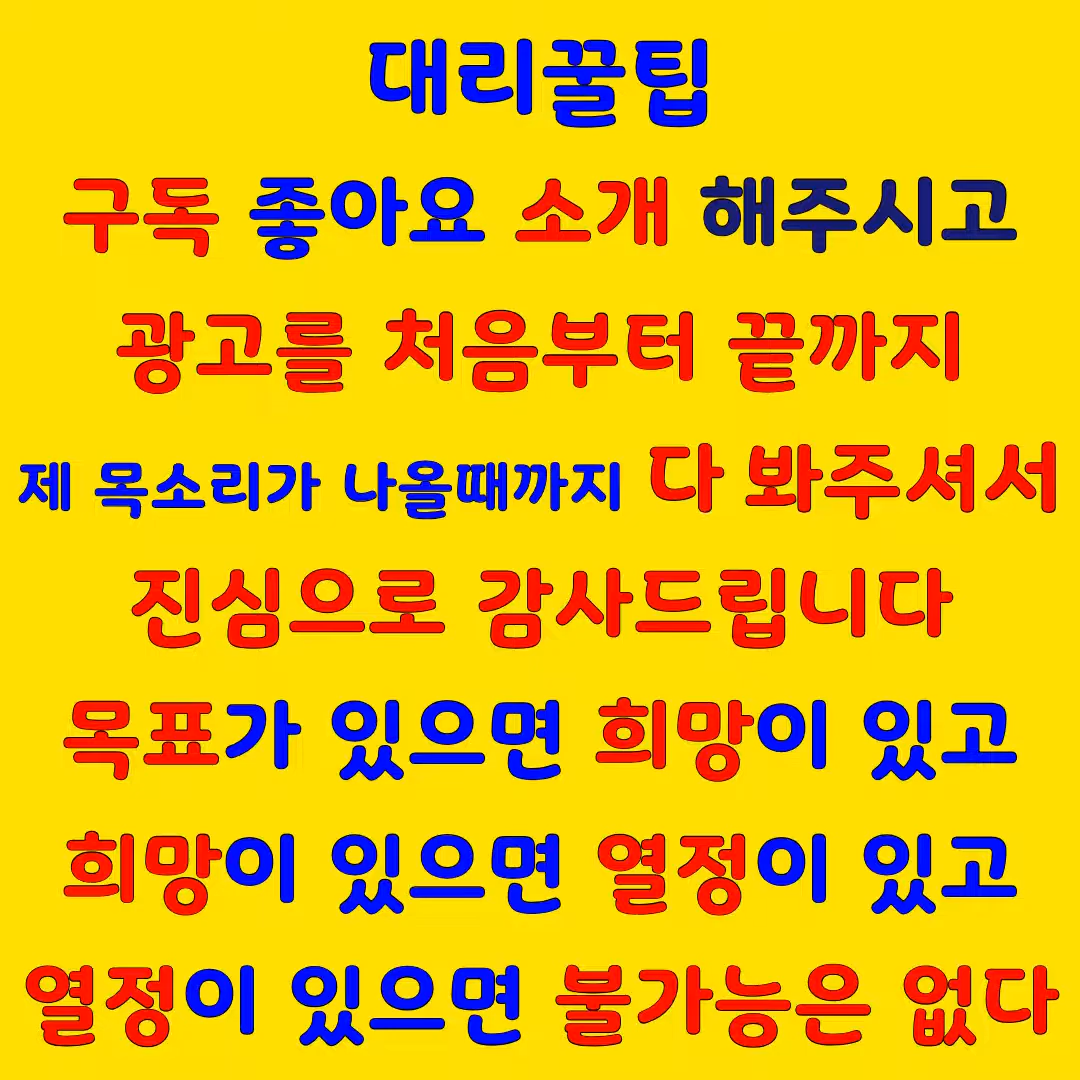 대리꿀팁
구독 좋아요 소개 해주시고
광고를 처음부터 끝까지
제 목소리가 나올때까지 다 봐주셔서
진심으로 감사드립니다
목표가 있으면 희망이 있고
희망이 있으면 열정이 있고
열정이 있으면 불가능은 없다